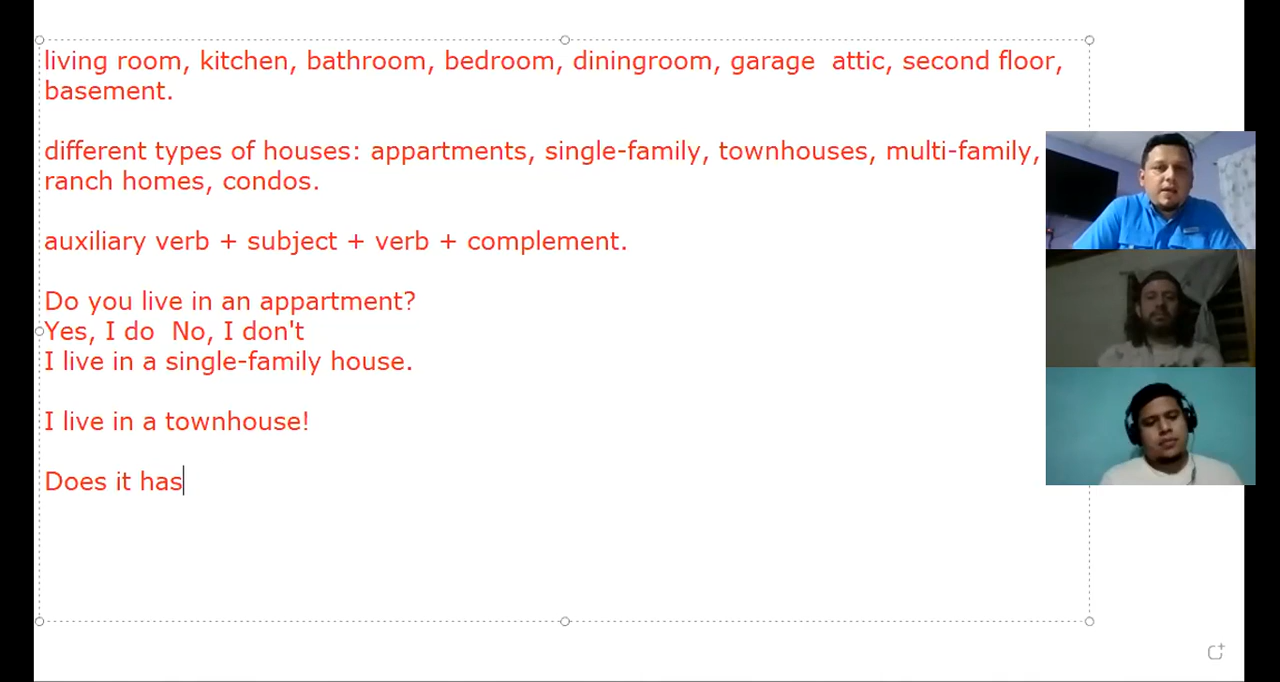 living room, kitchen, bathroom, bedroom, diningroom, garage  attic, second floor,
basement.
different types of houses: appartments, single-family, townhouses, multi-family,
ranch homes, condos.
auxiliary verb + subject + verb + complement.
Do you live in an appartment?
Yes, I do  No, I don't
I live in a single-family house.
I live in a townhouse!
Does it has